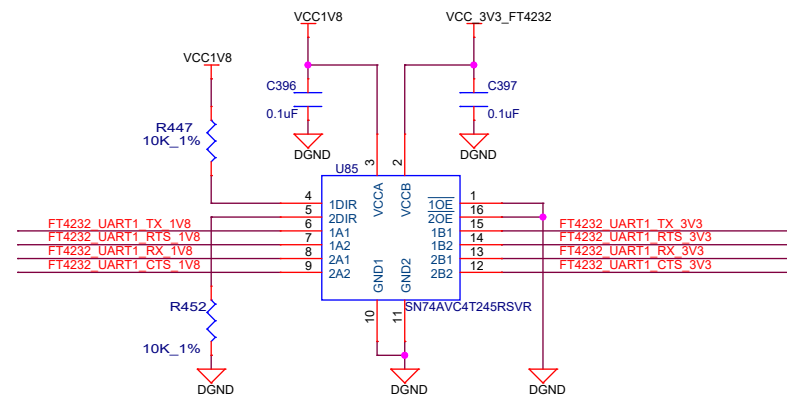 VCC1V8
VCC_3V3_FT4232
VCC1V8
C396
C397
0.1uF
0.1uF
R447
10K_1%
DGND
DGND
U85
3
2
VCCA
VCCB
4
1DIR
1OE
1
5
2DIR
2OE
16
FT4232_UART1_TX_1V8
6
1A1
1B1
15
FT4232_UART1_TX_3V3
FT4232_UART1_RTS_1V8
7
1A2
1B2
14
FT4232_UART1_RTS_3V3
FT4232_UART1_RX_1V8
8
2A1
2B1
13
FT4232_UART1_RX_3V3
FT4232_UART1_CTS_1V8
9
2A2
2B2
12
FT4232_UART1_CTS_3V3
GND1
GND2
R452
SN74AVC4T245RSVR
10
11
10K_1%
DGND
DGND
DGND